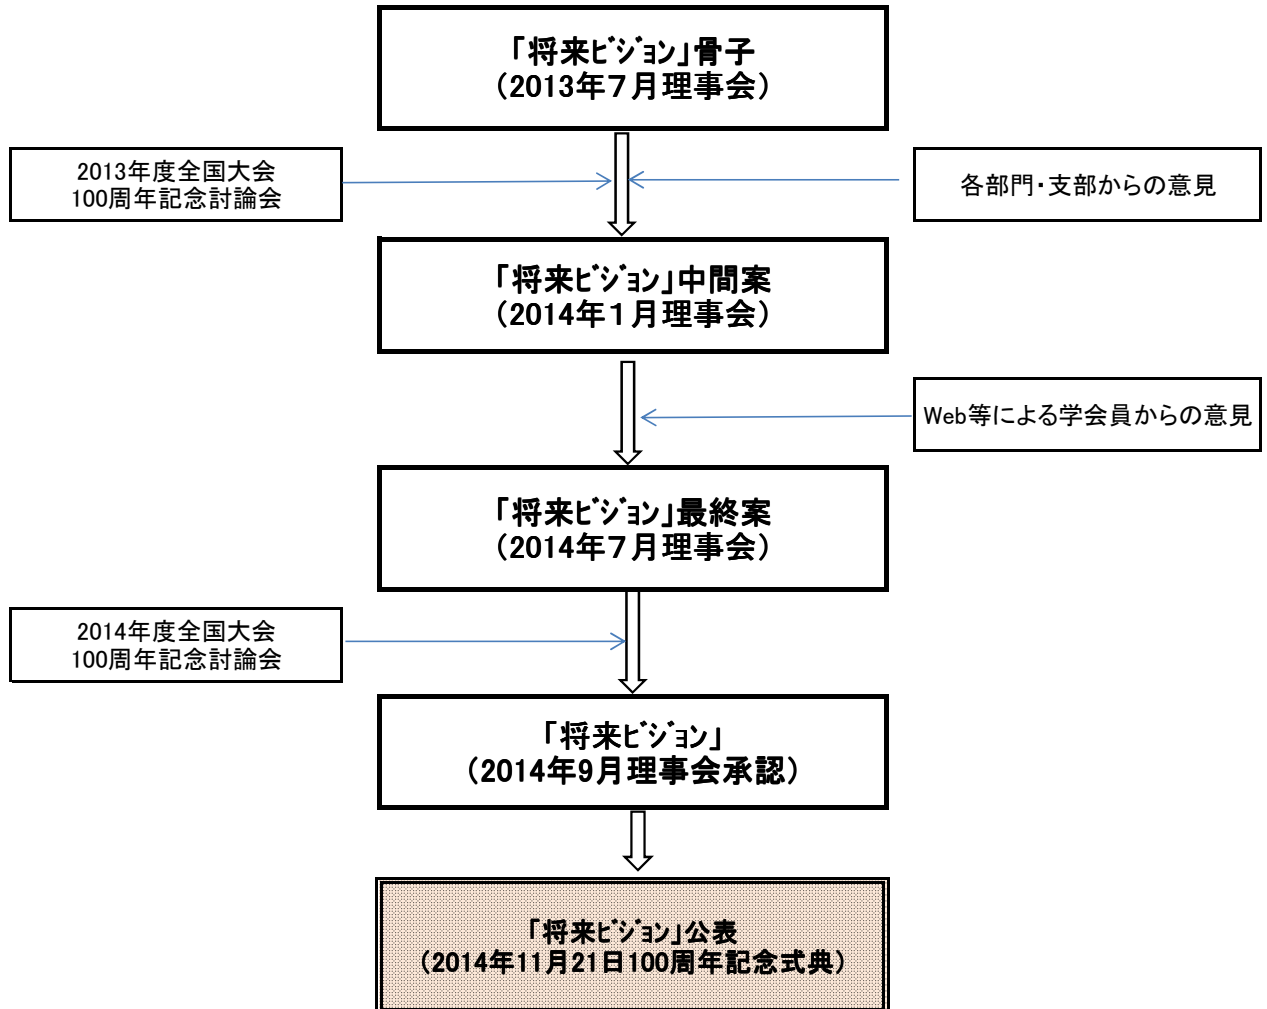 「将来ﾋﾞｼﾞｮﾝ」骨子
（2013年７月理事会）
2013年度全国大会
100周年記念討論会
各部門・支部からの意見
「将来ﾋﾞｼﾞｮﾝ」中間案
（2014年１月理事会）
Web等による学会員からの意見
「将来ﾋﾞｼﾞｮﾝ」最終案
（2014年７月理事会）
2014年度全国大会
100周年記念討論会
「将来ﾋﾞｼﾞｮﾝ」
（2014年9月理事会承認）
「将来ﾋﾞｼﾞｮﾝ」公表
（2014年11月21日100周年記念式典）